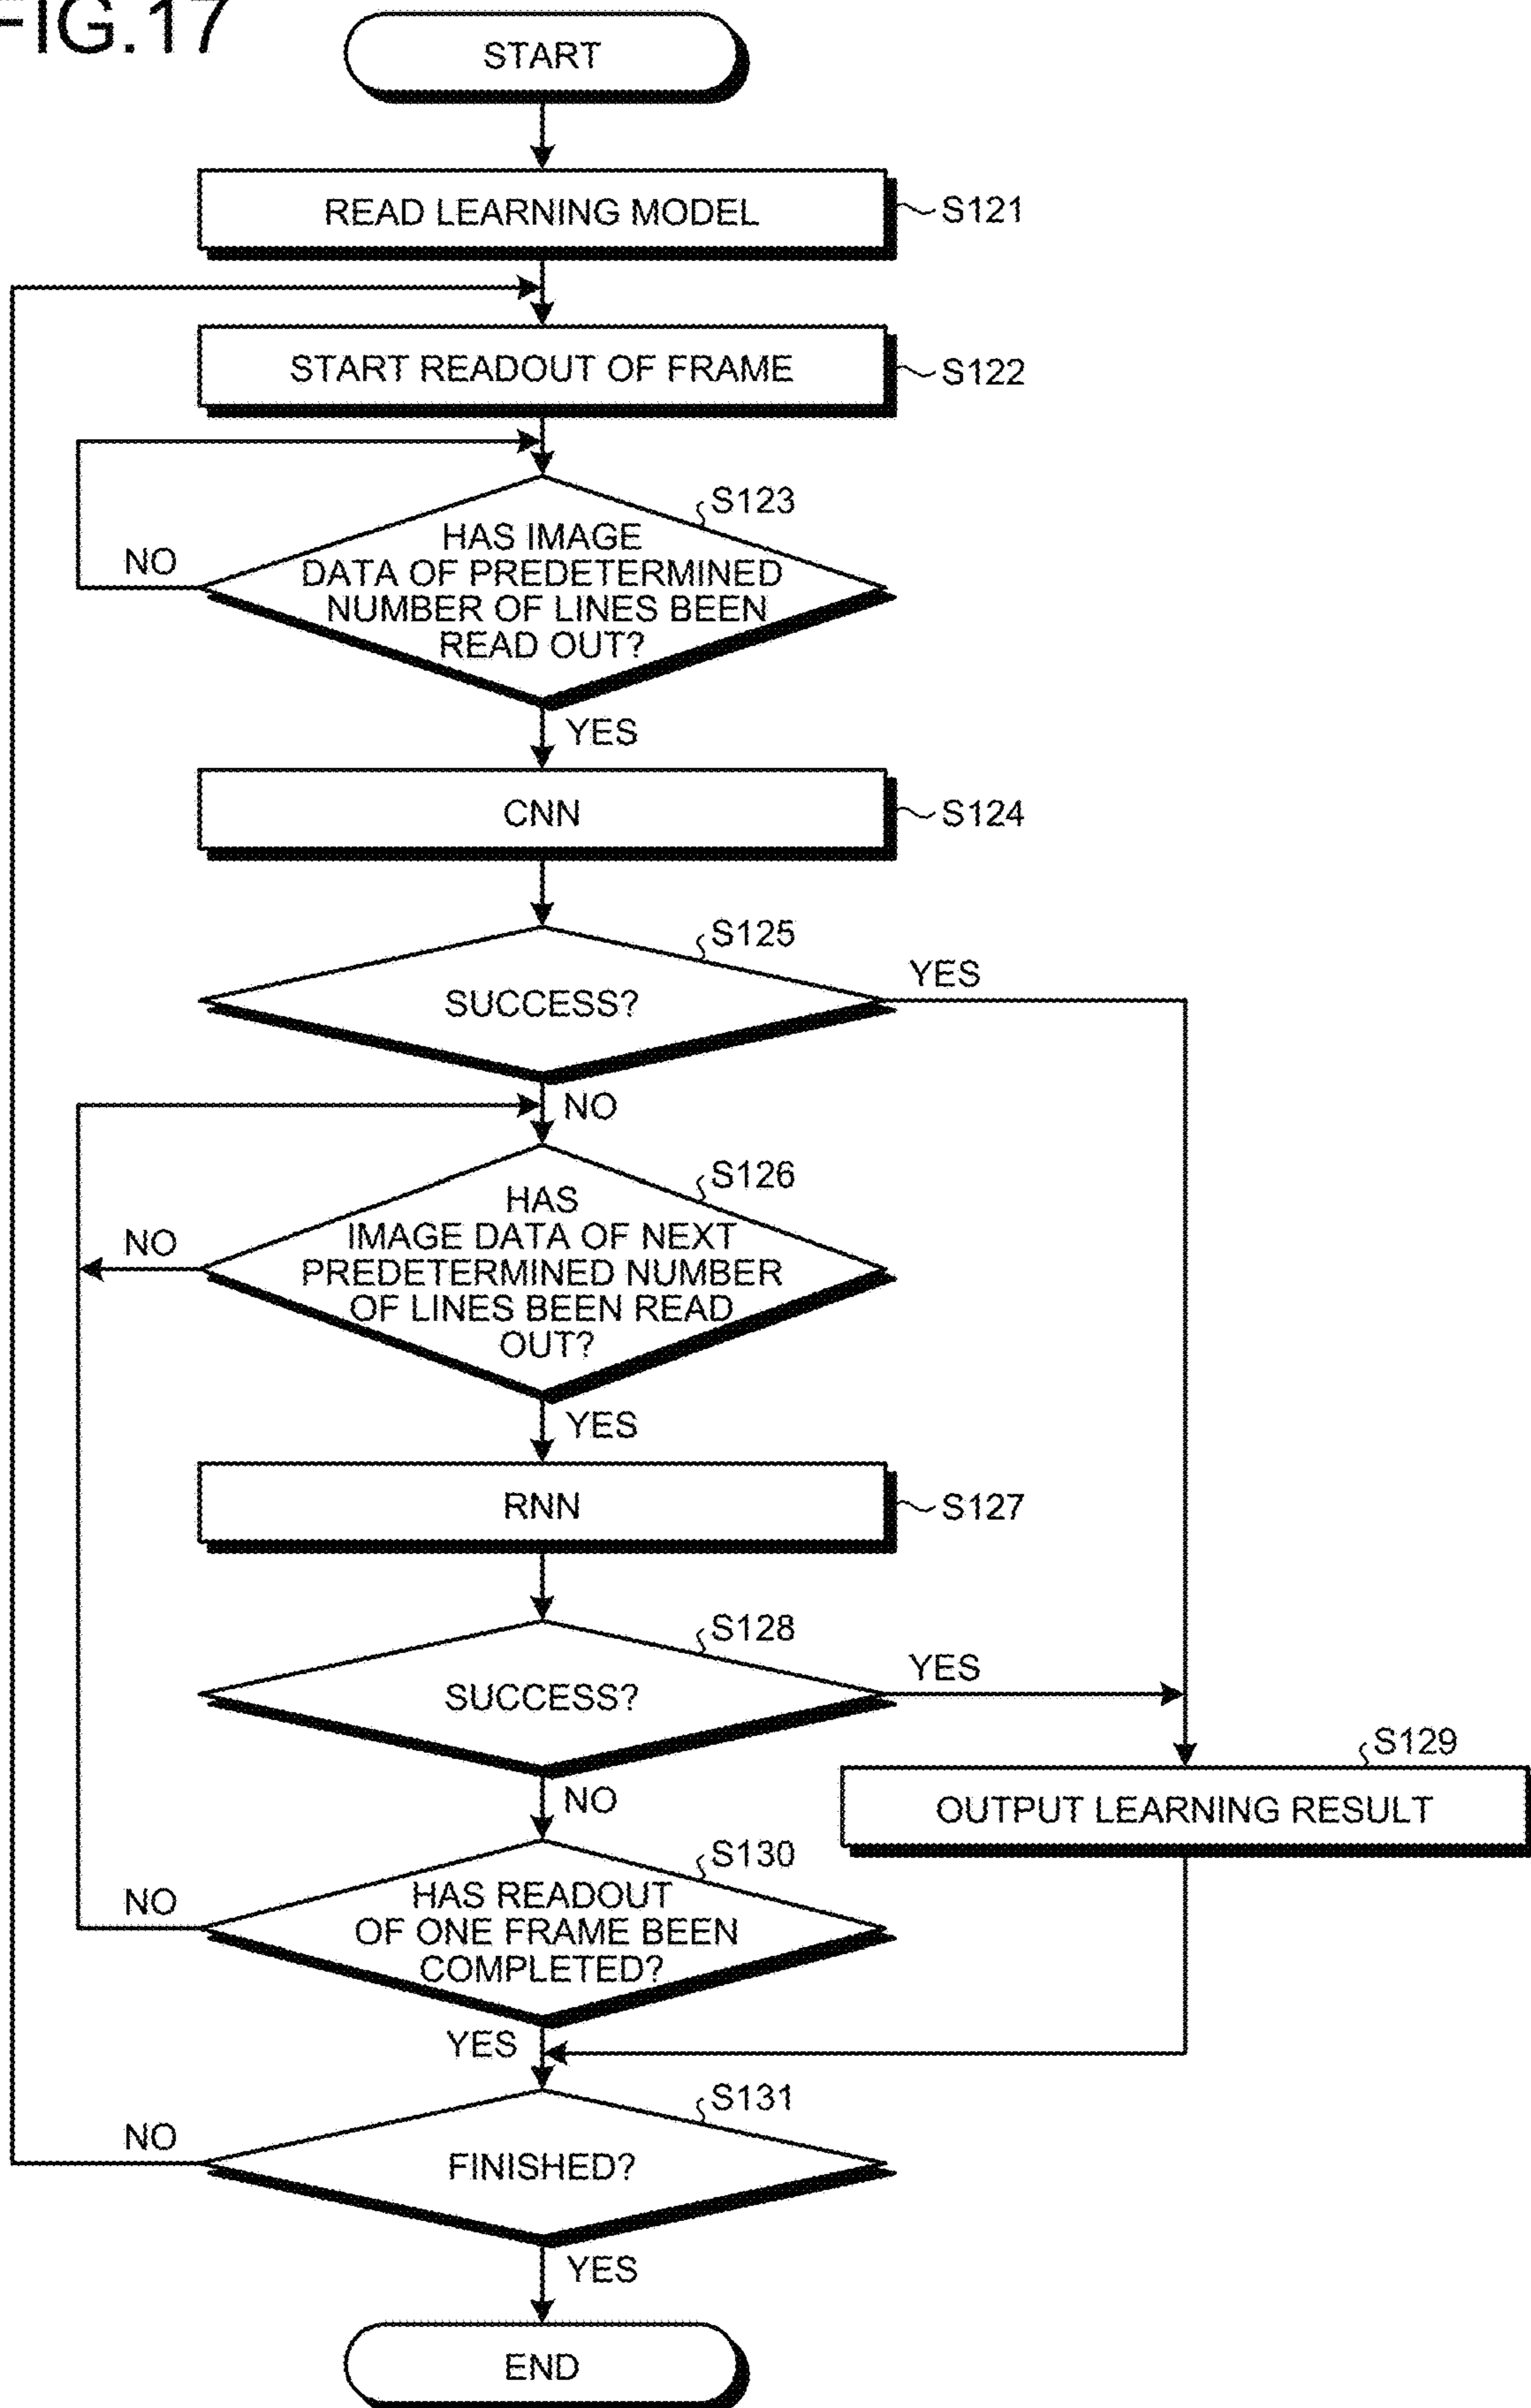 FIG.17
START
READ LEARNING MODEL
S121
START READOUT OF FRAME
S122
S123
HAS IMAGE
DATA OF PREDETERMINED
NUMBER OF LINES BEEN
READ OUT?
NO
YES
CNN
S124
S125
SUCCESS?
YES
NO
S126
HAS
IMAGE DATA OF NEXT
PREDETERMINED NUMBER
OF LINES BEEN READ
OUT?
NO
YES
RNN
S127
S128
SUCCESS?
YES
NO
S129
OUTPUT LEARNING RESULT
S130
HAS READOUT
OF ONE FRAME BEEN
COMPLETED?
NO
YES
S131
FINISHED?
NO
YES
END